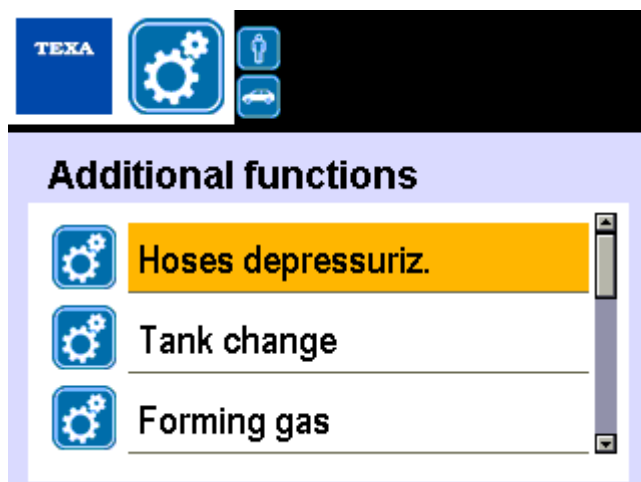 TEXA
Additional functions
Hoses depressuriz.
Tank change
Forming gas